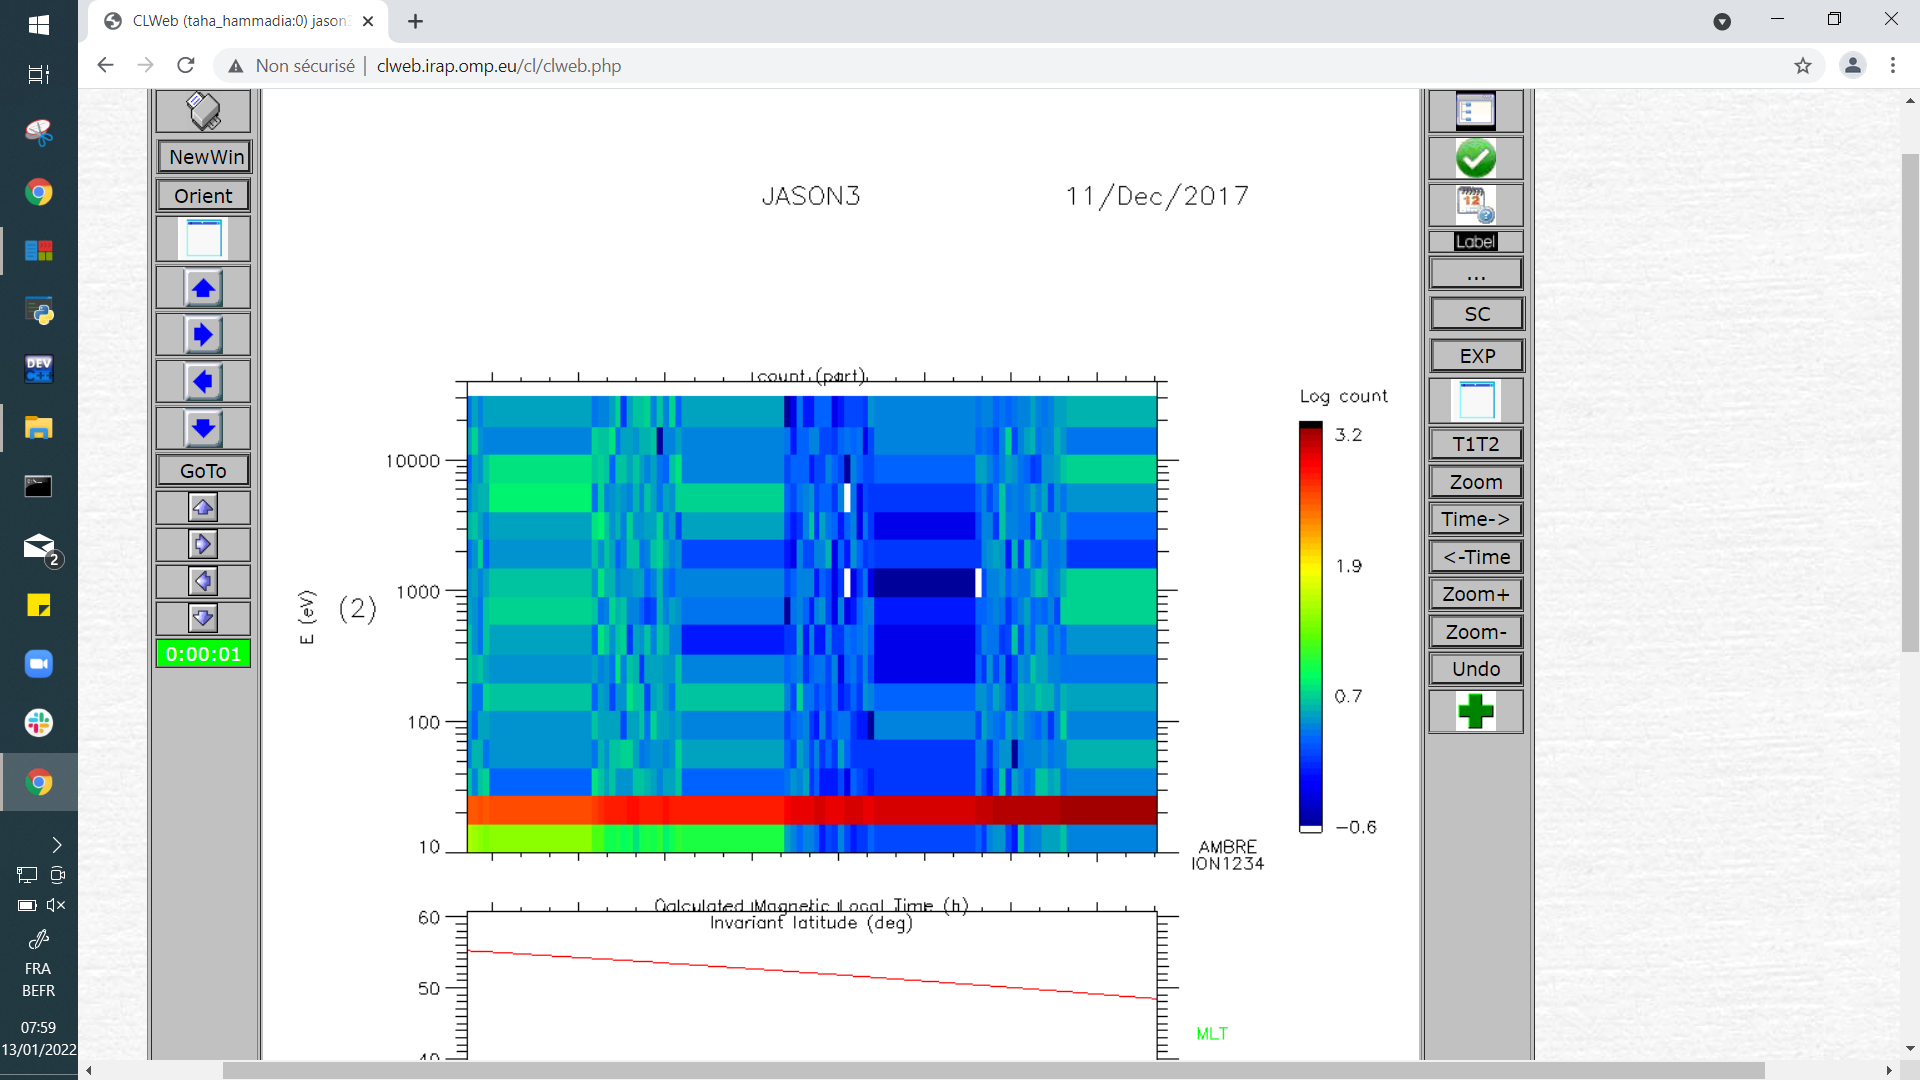 CLWeb (taha_hammadia:0) jason3
Non sécurisé | clweb.irap.omp.eu/cl/clweb.php
NewWin
Orient
GoTo
0:00:01
JASON3 11/Dec/2017
count (part)
10000
1000
100
10
E (eV)
(2)
Log count
3.2
1.9
0.7
−0.6
AMBRE
ION1234
Calculated Magnetic Local Time (h)
Invariant latitude (deg)
60
50
40
MLT
12
Label
...
SC
EXP
T1T2
Zoom
Time->
<-Time
Zoom+
Zoom-
Undo
DEV
C++
2
FRA
BEFR
07:59
13/01/2022